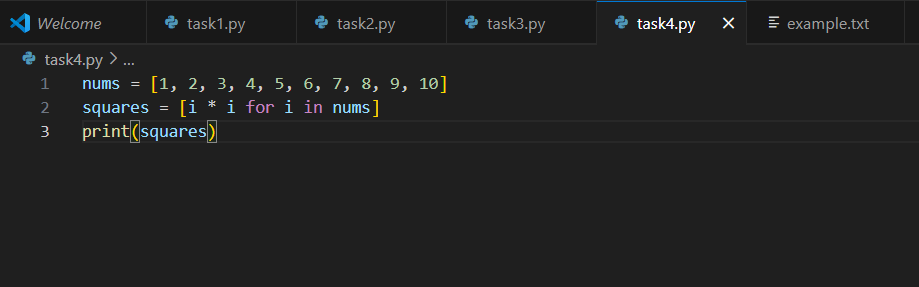 Welcome task1.py task2.py task3.py task4.py example.txt
task4.py > ...
1 nums = [1, 2, 3, 4, 5, 6, 7, 8, 9, 10]
2 squares = [i * i for i in nums]
3 print(squares)